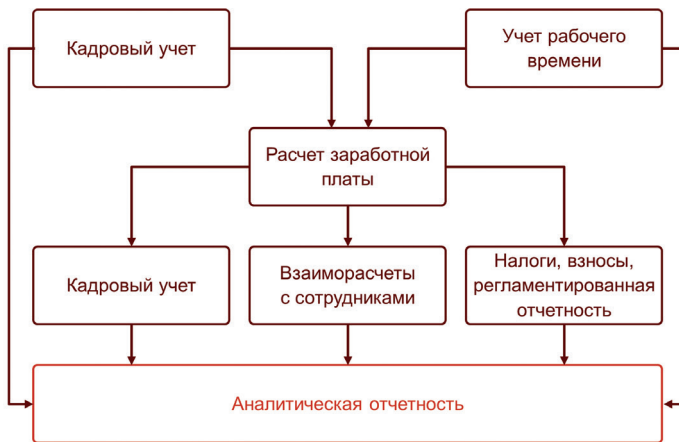 Кадровый учет
Учет рабочего
времени
Расчет заработной
платы
Кадровый учет
Взаиморасчеты
с сотрудниками
Налоги, взносы,
регламентированная
отчетность
Аналитическая отчетность